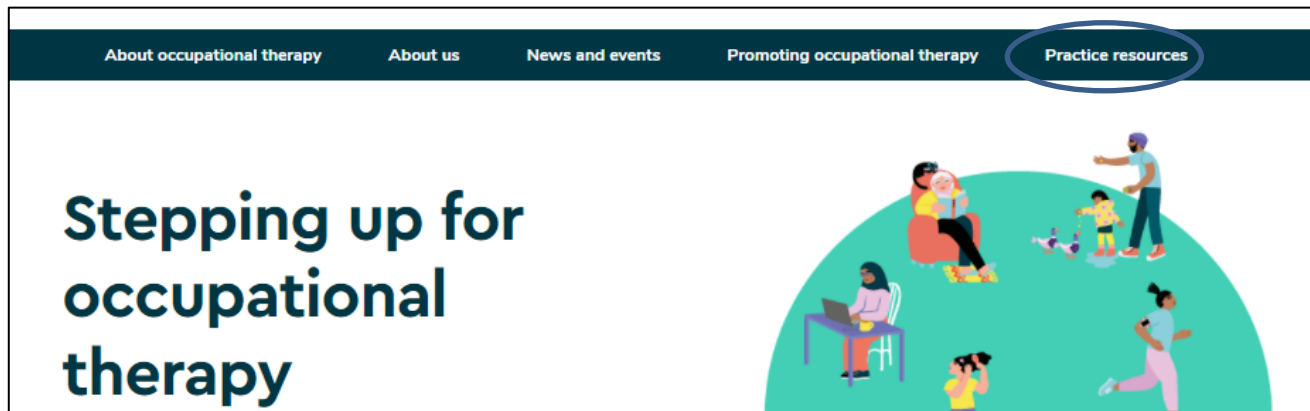 About occupational therapy About us News and events Promoting occupational therapy Practice resources
Stepping up for
occupational
therapy